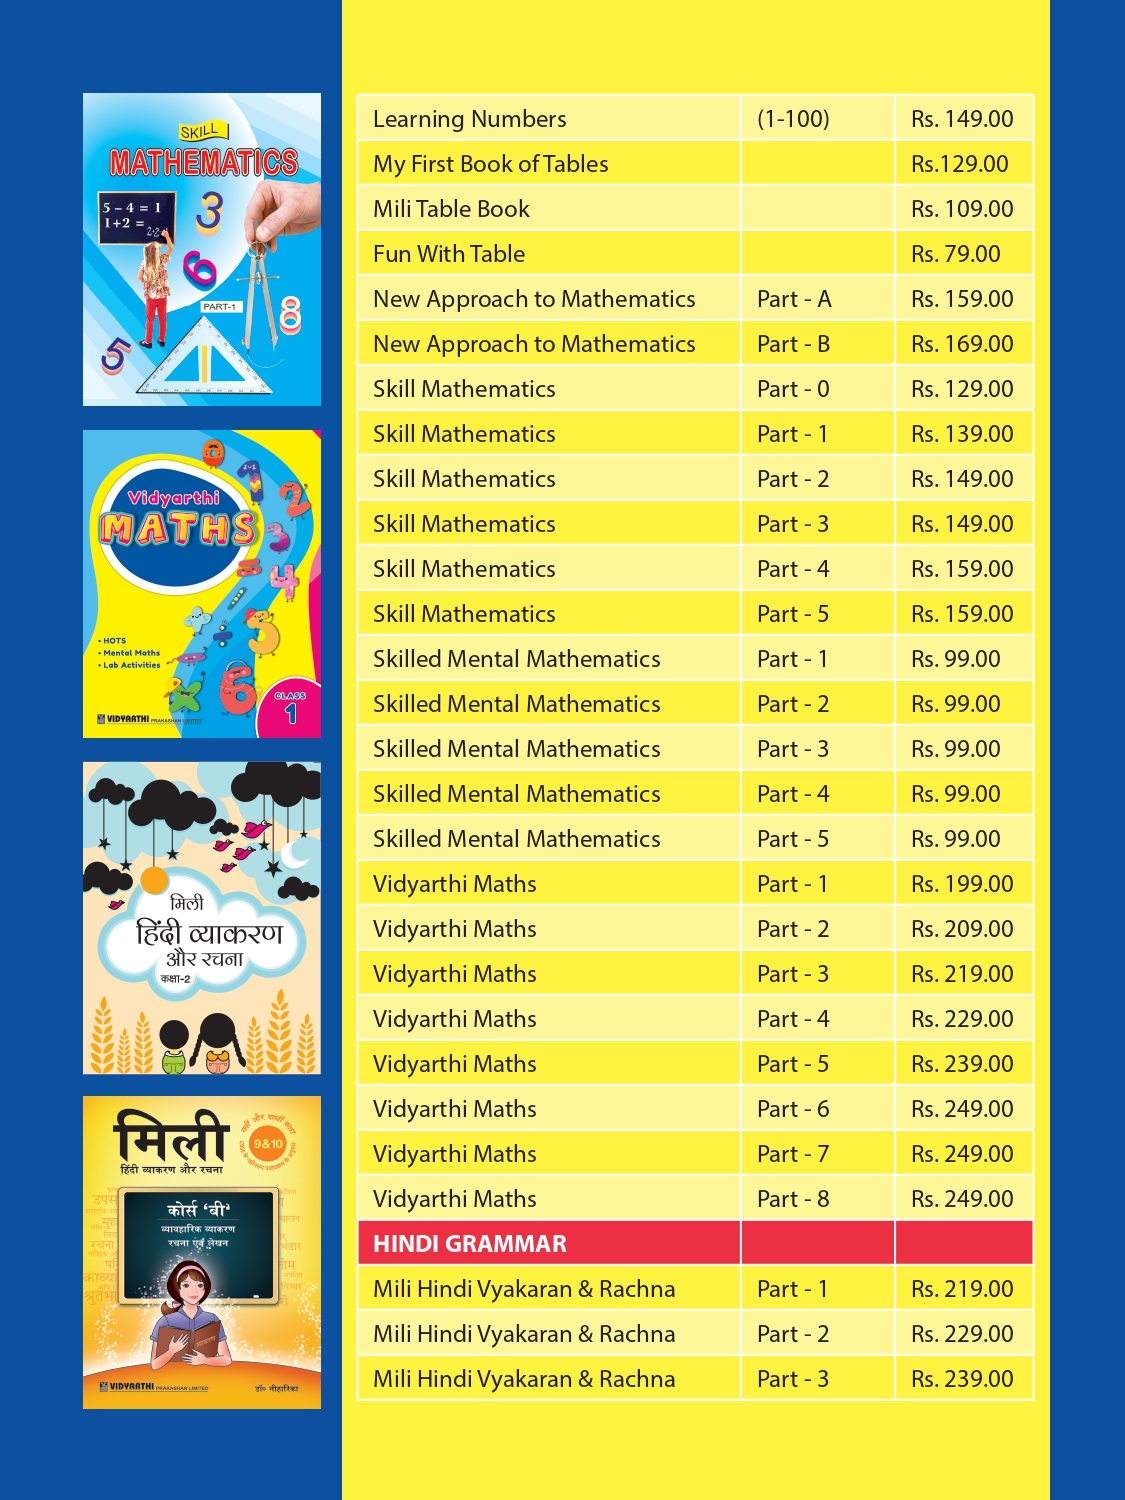 SKILL
MATHEMATICS
5 – 4 = 1
1+2 =
PART-1
3
6
8
5
Vidyarthi
MATHS
• HOTS
• Mental Maths
• Lab Activities
CLASS
1
VIDYARTHI PRAKASHAN LIMITED
मिली
हिंदी व्याकरण
और रचना
कक्षा-2
मिली
हिंदी व्याकरण और रचना
9&10
कोर्स ‘बी’
व्यावहारिक व्याकरण
रचना एवं लेखन
व्याकरण
VIDYARTHI PRAKASHAN LIMITED
डॉ० नीहारिका
Learning Numbers (1-100) Rs. 149.00
My First Book of Tables Rs.129.00
Mili Table Book Rs. 109.00
Fun With Table Rs. 79.00
New Approach to Mathematics Part - A Rs. 159.00
New Approach to Mathematics Part - B Rs. 169.00
Skill Mathematics Part - 0 Rs. 129.00
Skill Mathematics Part - 1 Rs. 139.00
Skill Mathematics Part - 2 Rs. 149.00
Skill Mathematics Part - 3 Rs. 149.00
Skill Mathematics Part - 4 Rs. 159.00
Skill Mathematics Part - 5 Rs. 159.00
Skilled Mental Mathematics Part - 1 Rs. 99.00
Skilled Mental Mathematics Part - 2 Rs. 99.00
Skilled Mental Mathematics Part - 3 Rs. 99.00
Skilled Mental Mathematics Part - 4 Rs. 99.00
Skilled Mental Mathematics Part - 5 Rs. 99.00
Vidyarthi Maths Part - 1 Rs. 199.00
Vidyarthi Maths Part - 2 Rs. 209.00
Vidyarthi Maths Part - 3 Rs. 219.00
Vidyarthi Maths Part - 4 Rs. 229.00
Vidyarthi Maths Part - 5 Rs. 239.00
Vidyarthi Maths Part - 6 Rs. 249.00
Vidyarthi Maths Part - 7 Rs. 249.00
Vidyarthi Maths Part - 8 Rs. 249.00
HINDI GRAMMAR
Mili Hindi Vyakaran & Rachna Part - 1 Rs. 219.00
Mili Hindi Vyakaran & Rachna Part - 2 Rs. 229.00
Mili Hindi Vyakaran & Rachna Part - 3 Rs. 239.00